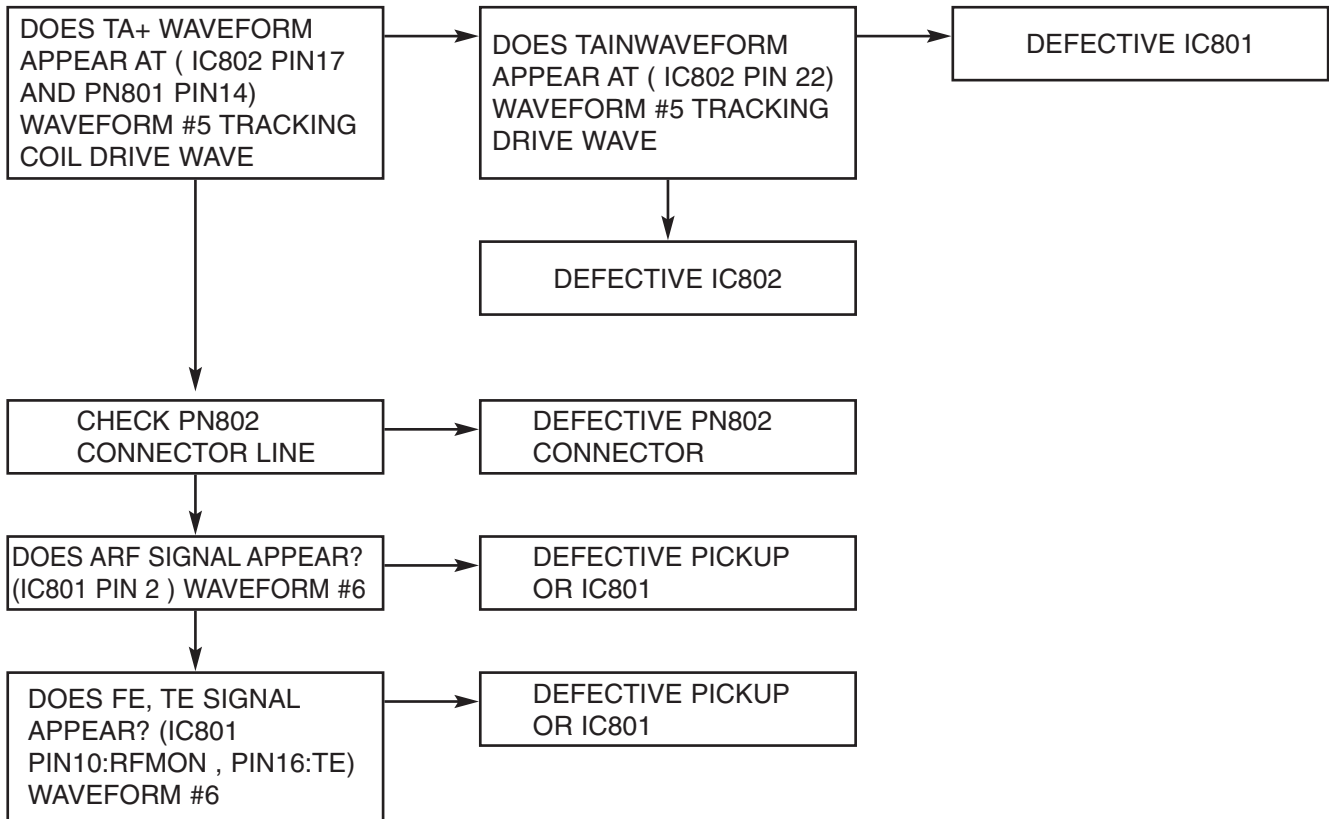 DOES TA+ WAVEFORM
APPEAR AT ( IC802 PIN17
AND PN801 PIN14)
WAVEFORM #5 TRACKING
COIL DRIVE WAVE
DOES TAINWAVEFORM
APPEAR AT ( IC802 PIN 22)
WAVEFORM #5 TRACKING
DRIVE WAVE
DEFECTIVE IC801
DEFECTIVE IC802
CHECK PN802
CONNECTOR LINE
DEFECTIVE PN802
CONNECTOR
DOES ARF SIGNAL APPEAR?
(IC801 PIN 2 ) WAVEFORM #6
DEFECTIVE PICKUP
OR IC801
DOES FE, TE SIGNAL
APPEAR? (IC801
PIN10:RFMON , PIN16:TE)
WAVEFORM #6
DEFECTIVE PICKUP
OR IC801